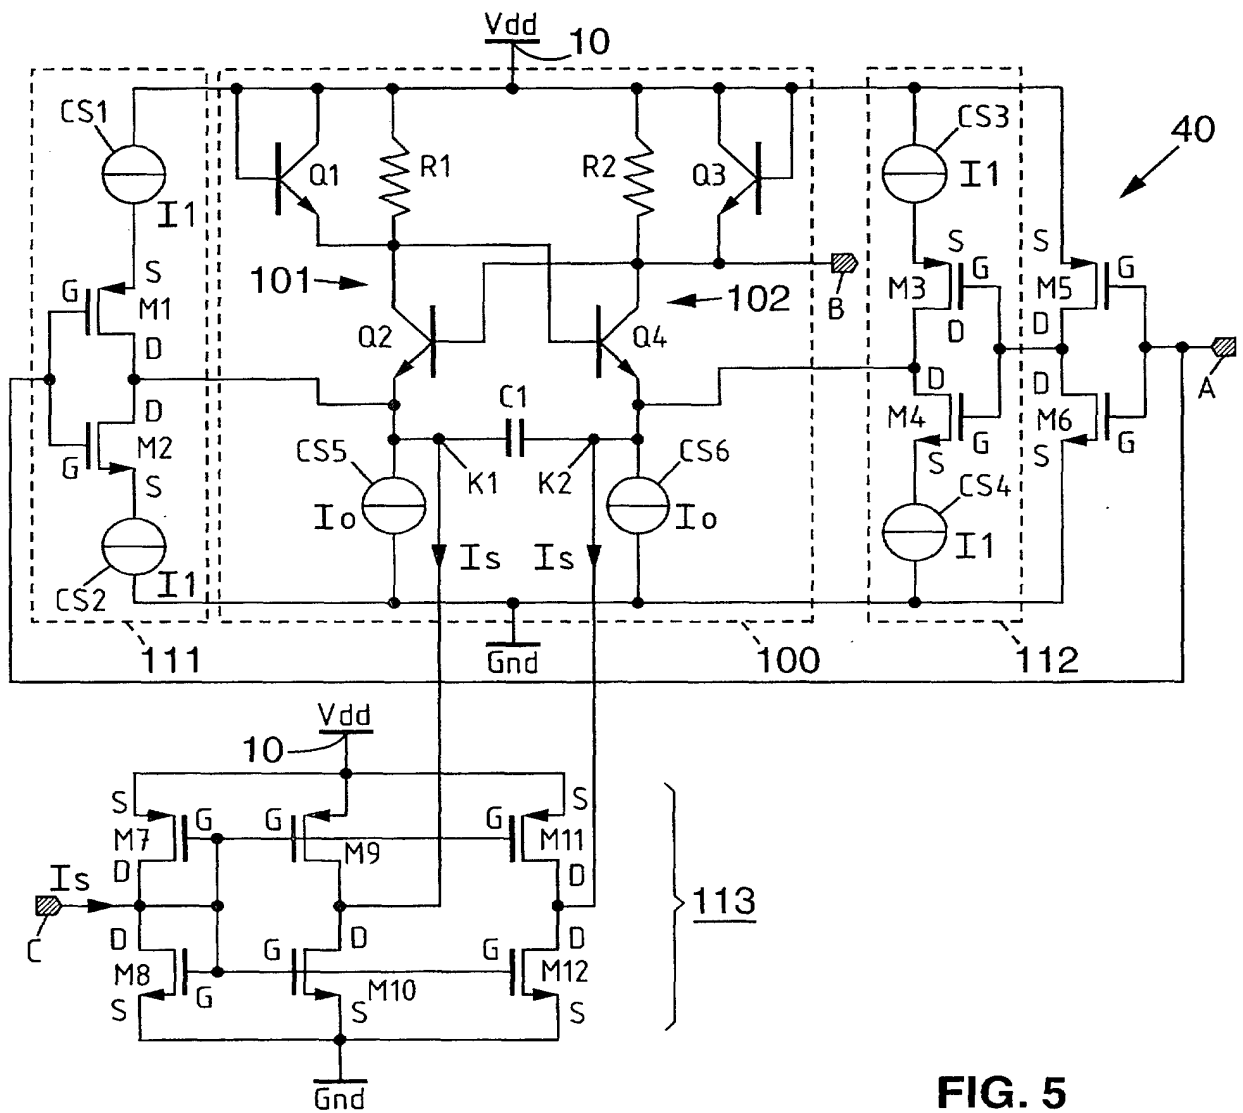 Vdd
10
CS1
I1
Q1
R1
R2
Q3
CS3
I1
40
S
G
M1
D
101
Q2
102
Q4
B
S
G
M3
D
S
G
M5
D
A
D
M2
G
S
C1
CS5
Io
K1
K2
CS6
Io
D
M4
G
S
D
M6
G
S
CS4
I1
Is
Is
CS2
I1
111
Gnd
100
112
Vdd
10
S
G
M7
D
G
M9
S
G
M11
D
Is
C
113
D
M8
G
S
G
D
M10
S
G
D
M12
S
Gnd
FIG. 5